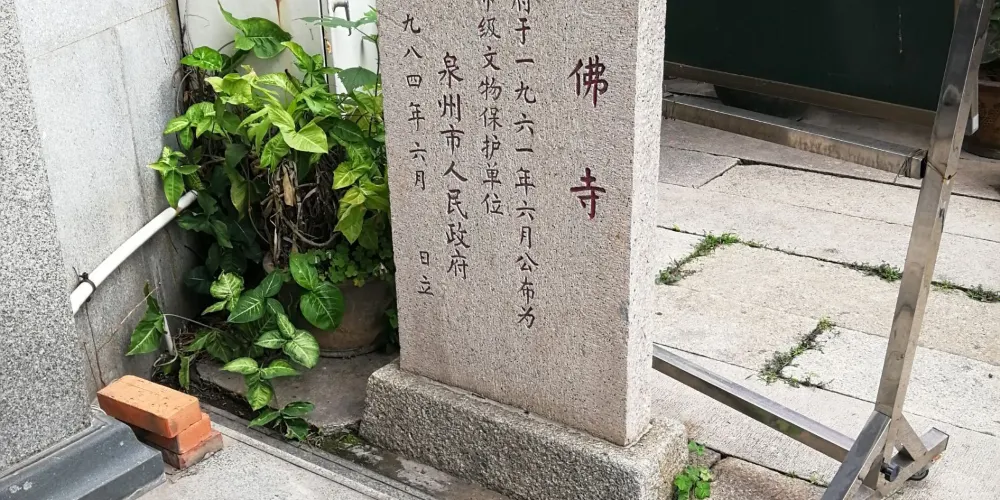 佛寺
府于一九六一年六月公布为
市级文物保护单位
泉州市人民政府
九八四年六月 日立